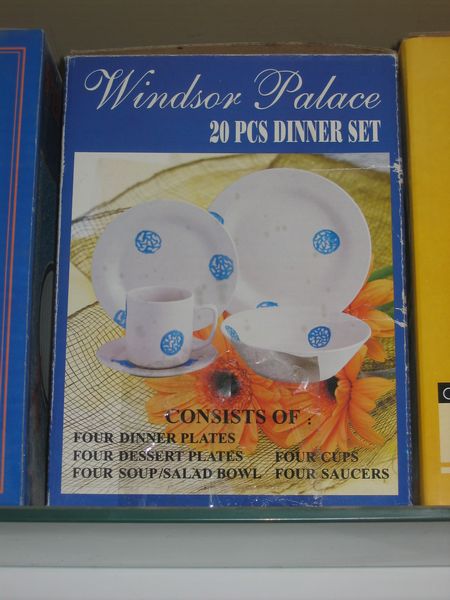 Windsor Palace
20 PCS DINNER SET
CONSISTS OF :
FOUR DINNER PLATES
FOUR DESSERT PLATES FOUR CUPS
FOUR SOUP/SALAD BOWL FOUR SAUCERS